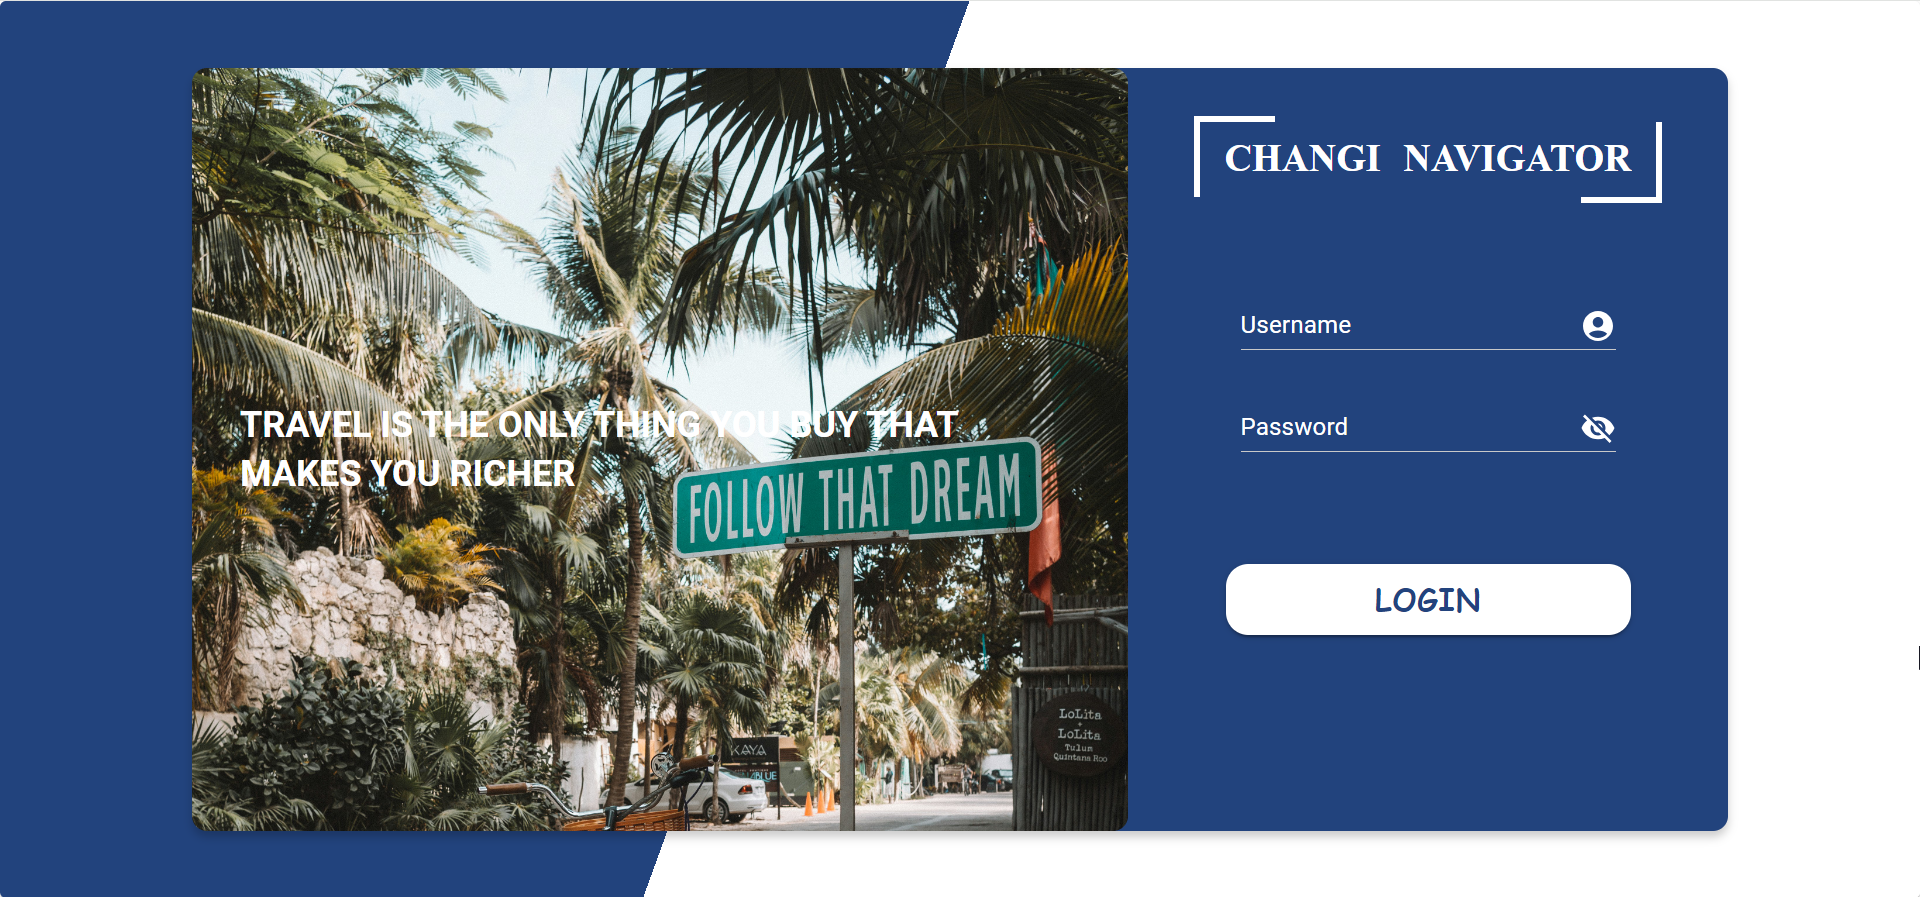 CHANGI NAVIGATOR
Username
Password
LOGIN
TRAVEL IS THE ONLY THING YOU BUY THAT
MAKES YOU RICHER
FOLLOW THAT DREAM
KAYA
BLUE
LoLita
+
LoLita
Tulum
Quintana Roo